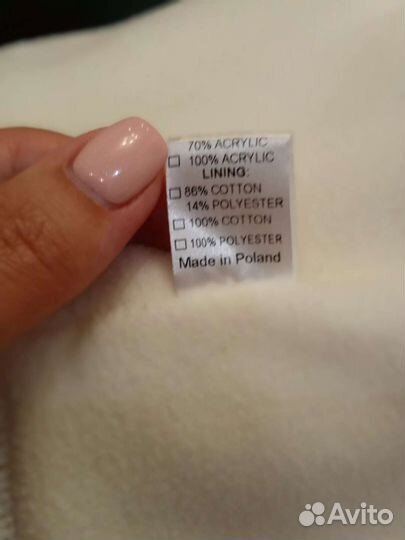 70% ACRYLIC
☐ 100% ACRYLIC
LINING:
☐ 86% COTTON
14% POLYESTER
☐ 100% COTTON
☐ 100% POLYESTER
Made in Poland
Avito